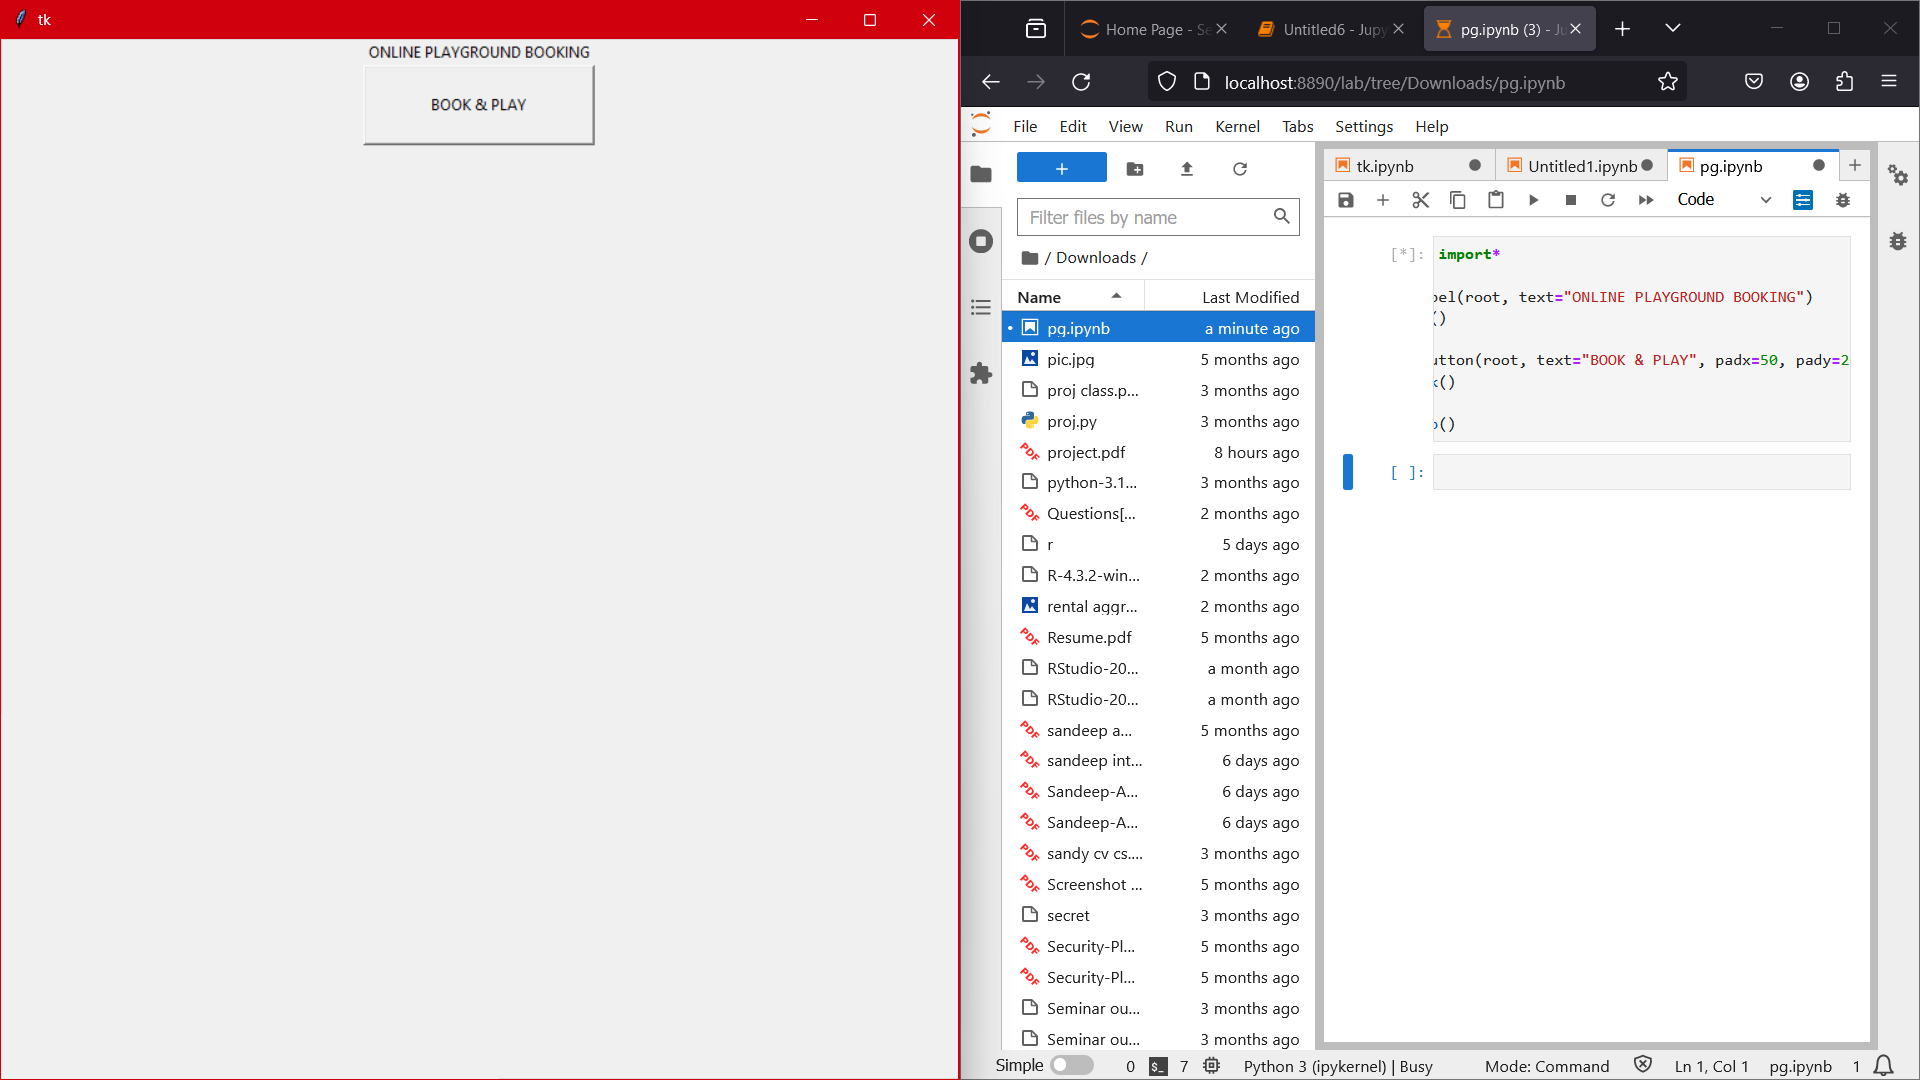 tk
ONLINE PLAYGROUND BOOKING
BOOK & PLAY
Home Page - Se
Untitled6 - Jupy
pg.ipynb (3) - Ju
localhost:8890/lab/tree/Downloads/pg.ipynb
File Edit View Run Kernel Tabs Settings Help
Filter files by name
/ Downloads /
Name Last Modified
pg.ipynb a minute ago
pic.jpg 5 months ago
proj class.p... 3 months ago
proj.py 3 months ago
project.pdf 8 hours ago
python-3.1... 3 months ago
Questions[... 2 months ago
r 5 days ago
R-4.3.2-win... 2 months ago
rental aggr... 2 months ago
Resume.pdf 5 months ago
RStudio-20... a month ago
RStudio-20... a month ago
sandeep a... 5 months ago
sandeep int... 6 days ago
Sandeep-A... 6 days ago
Sandeep-A... 6 days ago
sandy cv cs.... 3 months ago
Screenshot ... 5 months ago
secret 3 months ago
Security-Pl... 5 months ago
Security-Pl... 5 months ago
Seminar ou... 3 months ago
Seminar ou... 3 months ago
tk.ipynb
Untitled1.ipynb
pg.ipynb
Code
[*]:
import*
bel(root, text="ONLINE PLAYGROUND BOOKING")
()
utton(root, text="BOOK & PLAY", padx=50, pady=2
k()
p()
[ ]:
Simple 0 7 Python 3 (ipykernel) | Busy Mode: Command Ln 1, Col 1 pg.ipynb 1